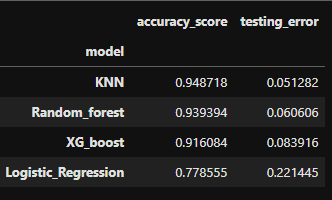 accuracy_score testing_error
model
KNN 0.948718 0.051282
Random_forest 0.939394 0.060606
XG_boost 0.916084 0.083916
Logistic_Regression 0.778555 0.221445